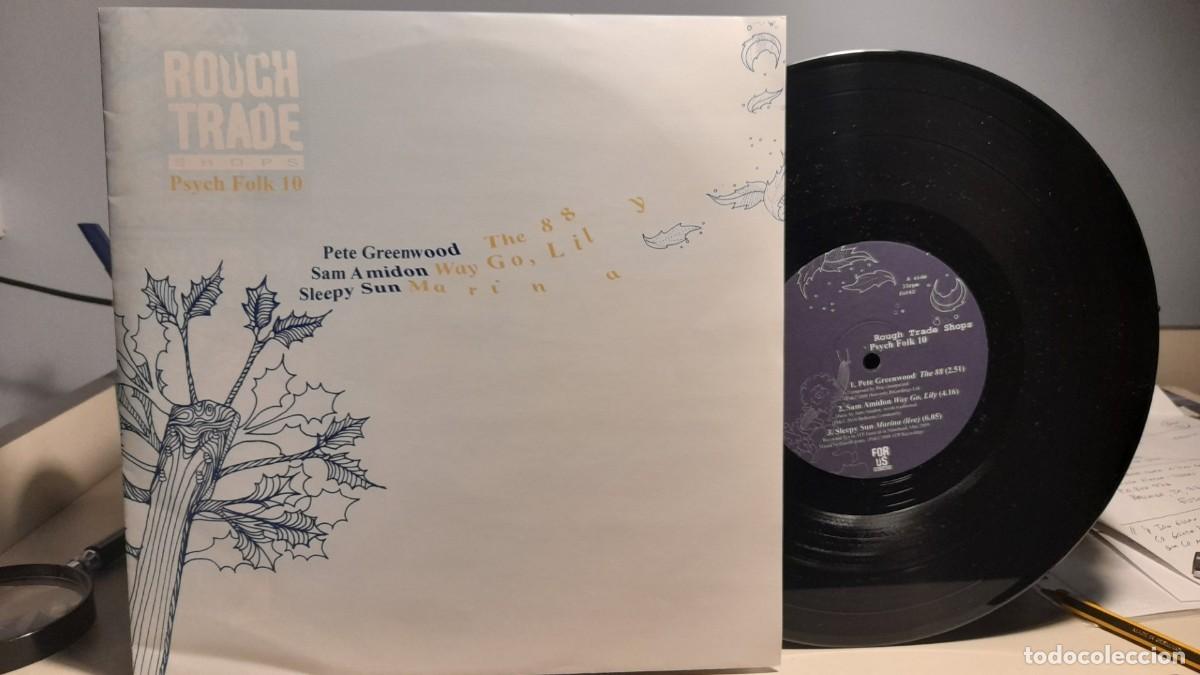 ROUGH
TRADE
SHOPS
Psych Folk 10
Pete Greenwood The 88
Sam Amidon Way Go, Lily
Sleepy Sun Marina
A side
33rpm
Rough Trade Shops
Psych Folk 10
1. Pete Greenwood: The 88 (2.51)
2. Sam Amidon Way Go, Lily (4.16)
3. Sleepy Sun Marina (live) (6.05)
FOR
US
todocoleccion